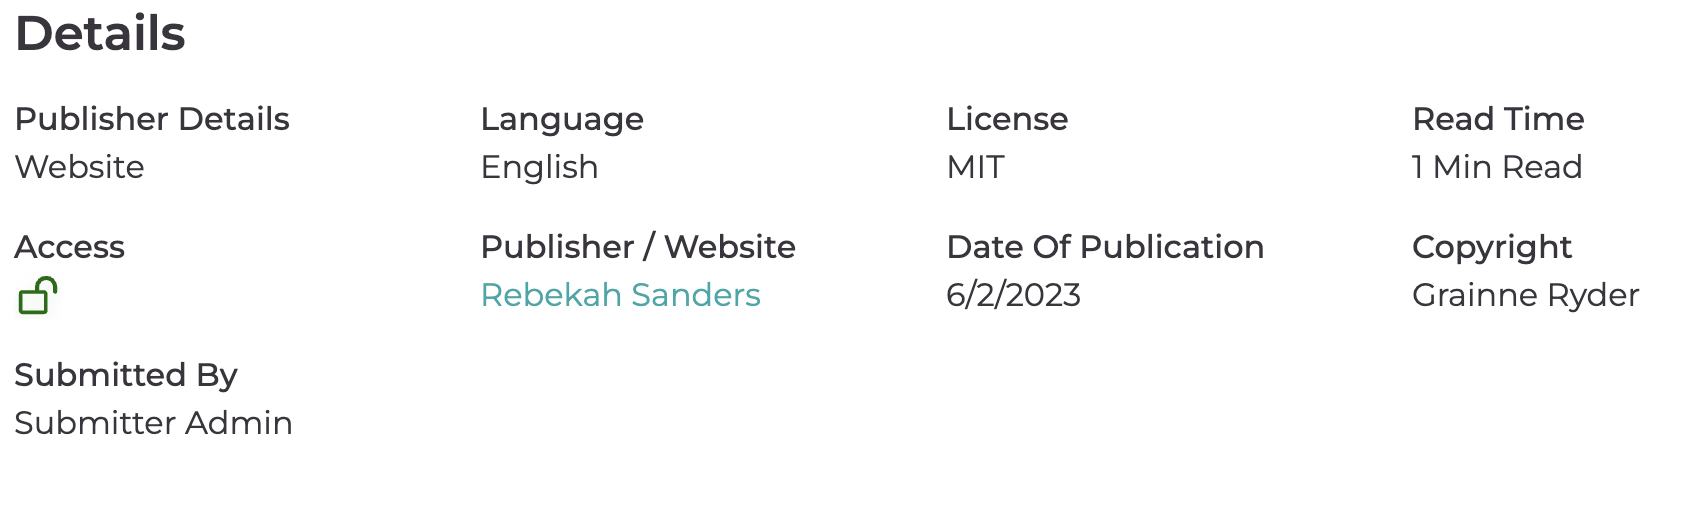 Details
Publisher Details
Website
Language
English
License
MIT
Read Time
1 Min Read
Access
Publisher / Website
Rebekah Sanders
Date Of Publication
6/2/2023
Copyright
Grainne Ryder
Submitted By
Submitter Admin